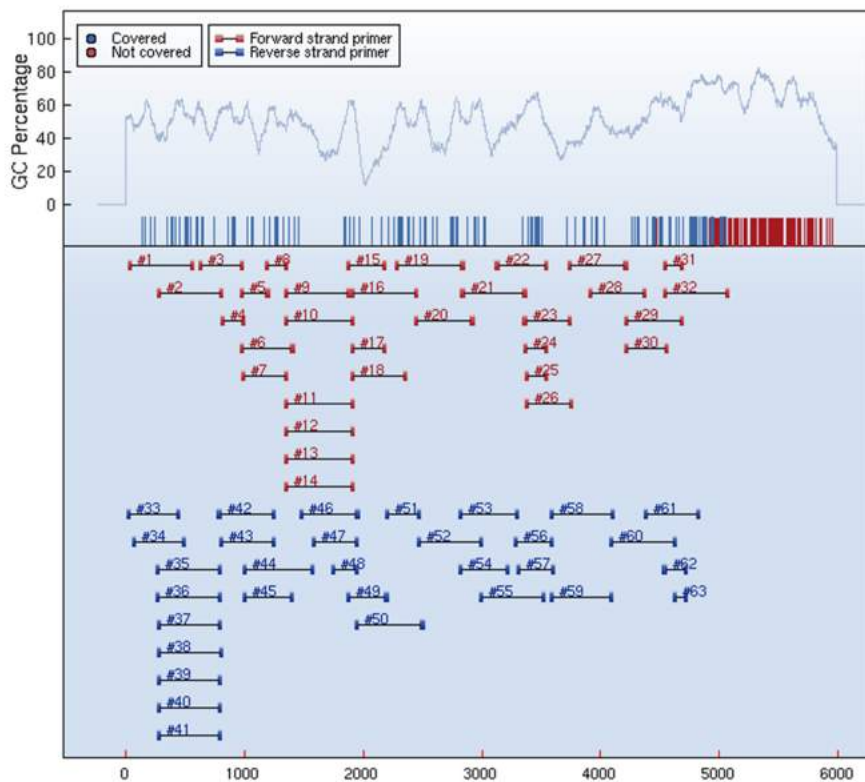 Covered
Not covered
Forward strand primer
Reverse strand primer
GC Percentage
100
80
60
40
20
0
#1 #3 #8 #15 #19 #22 #27 #31
#2 #5 #9 #16 #21 #28 #32
#4 #10 #20 #23 #29
#6 #17 #24 #30
#7 #18 #25
#11 #26
#12
#13
#14
#33 #42 #46 #51 #53 #58 #61
#34 #43 #47 #52 #56 #60
#35 #44 #48 #54 #57 #62
#36 #45 #49 #55 #59 #63
#37 #50
#38
#39
#40
#41
0 1000 2000 3000 4000 5000 6000